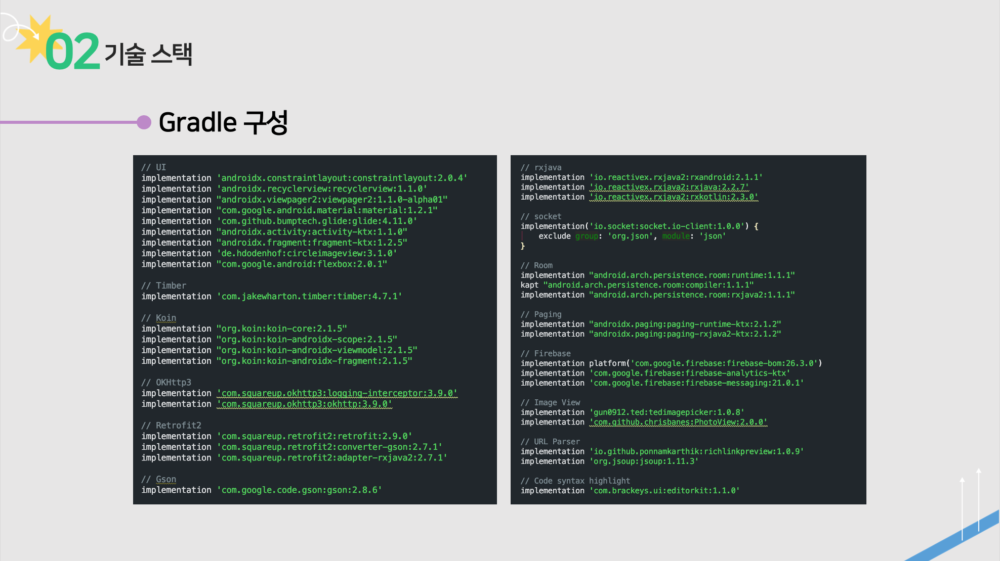 02 기술 스택
Gradle 구성
// UI
implementation 'androidx.constraintlayout:constraintlayout:2.0.4'
implementation 'androidx.recyclerview:recyclerview:1.1.0'
implementation "androidx.viewpager2:viewpager2:1.1.0-alpha01"
implementation "com.google.android.material:material:1.2.1"
implementation 'com.github.bumptech.glide:glide:4.11.0'
implementation "androidx.activity:activity-ktx:1.1.0"
implementation "androidx.fragment:fragment-ktx:1.2.5"
implementation 'de.hdodenhof:circleimageview:3.1.0'
implementation "com.google.android:flexbox:2.0.1"
// Timber
implementation 'com.jakewharton.timber:timber:4.7.1'
// Koin
implementation "org.koin:koin-core:2.1.5"
implementation "org.koin:koin-androidx-scope:2.1.5"
implementation "org.koin:koin-androidx-viewmodel:2.1.5"
implementation "org.koin:koin-androidx-fragment:2.1.5"
// OKHttp3
implementation 'com.squareup.okhttp3:logging-interceptor:3.9.0'
implementation 'com.squareup.okhttp3:okhttp:3.9.0'
// Retrofit2
implementation 'com.squareup.retrofit2:retrofit:2.9.0'
implementation 'com.squareup.retrofit2:converter-gson:2.7.1'
implementation 'com.squareup.retrofit2:adapter-rxjava2:2.7.1'
// Gson
implementation 'com.google.code.gson:gson:2.8.6'
// rxjava
implementation 'io.reactivex.rxjava2:rxandroid:2.1.1'
implementation 'io.reactivex.rxjava2:rxjava:2.2.7'
implementation 'io.reactivex.rxjava2:rxkotlin:2.3.0'
// socket
implementation('io.socket:socket.io-client:1.0.0') {
exclude group: 'org.json', module: 'json'
}
// Room
implementation "android.arch.persistence.room:runtime:1.1.1"
kapt "android.arch.persistence.room:compiler:1.1.1"
implementation "android.arch.persistence.room:rxjava2:1.1.1"
// Paging
implementation "androidx.paging:paging-runtime-ktx:2.1.2"
implementation "androidx.paging:paging-rxjava2-ktx:2.1.2"
// Firebase
implementation platform('com.google.firebase:firebase-bom:26.3.0')
implementation 'com.google.firebase:firebase-analytics-ktx'
implementation 'com.google.firebase:firebase-messaging:21.0.1'
// Image View
implementation 'gun0912.ted:tedimagepicker:1.0.8'
implementation 'com.github.chrisbanes:PhotoView:2.0.0'
// URL Parser
implementation 'io.github.ponnamkarthik:richlinkpreview:1.0.9'
implementation 'org.jsoup:jsoup:1.11.3'
// Code syntax highlight
implementation 'com.brackeys.ui:editorkit:1.1.0'